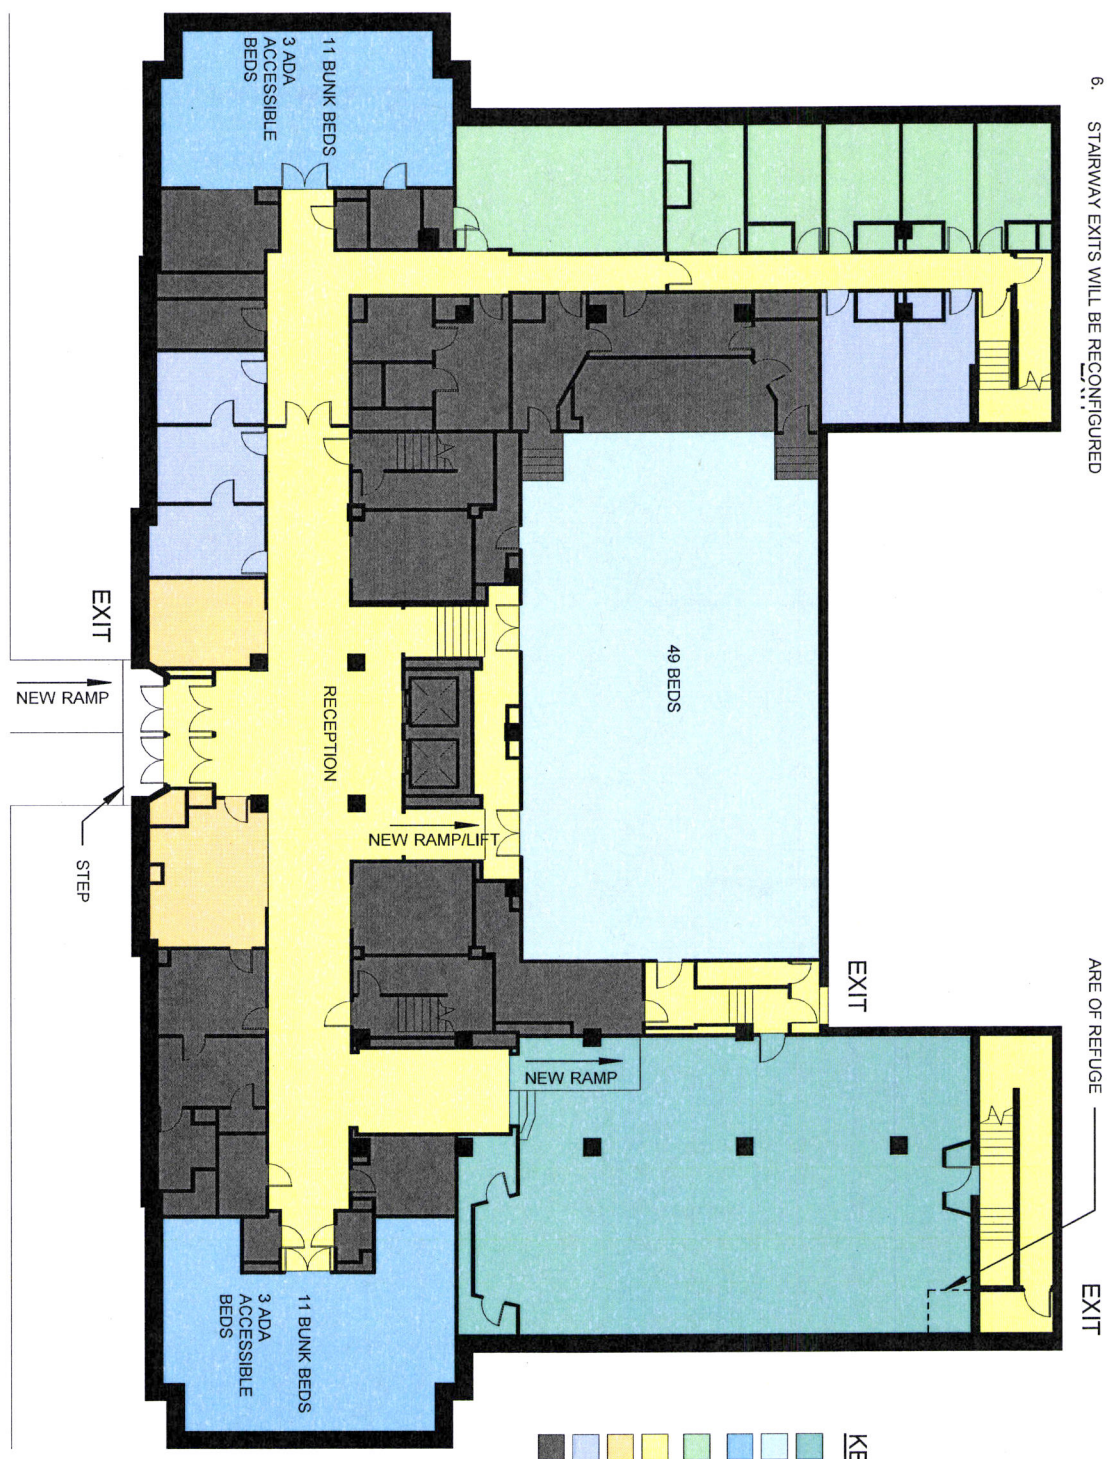 6. STAIRWAY EXITS WILL BE RECONFIGURED
11 BUNK BEDS
3 ADA
ACCESSIBLE
BEDS
EXIT
NEW RAMP
STEP
RECEPTION
NEW RAMP/LIFT
49 BEDS
EXIT
NEW RAMP
ARE OF REFUGE
EXIT
11 BUNK BEDS
3 ADA
ACCESSIBLE
BEDS